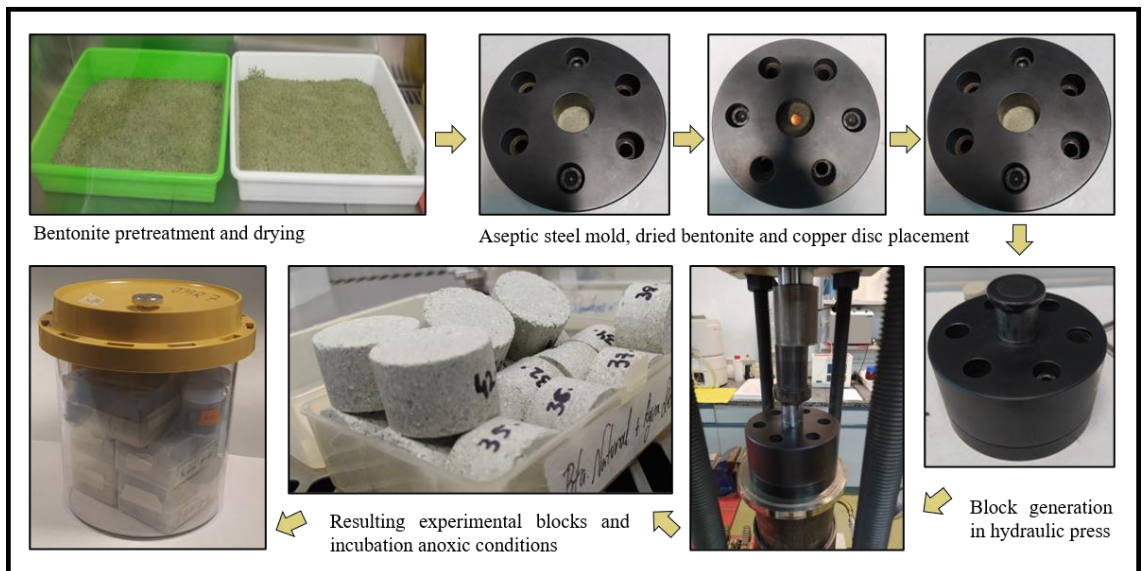 Bentonite pretreatment and drying
Aseptic steel mold, dried bentonite and copper disc placement
Block generation
in hydraulic press
Resulting experimental blocks and
incubation anoxic conditions
42
39.
34.
37.
32.
36.
35.